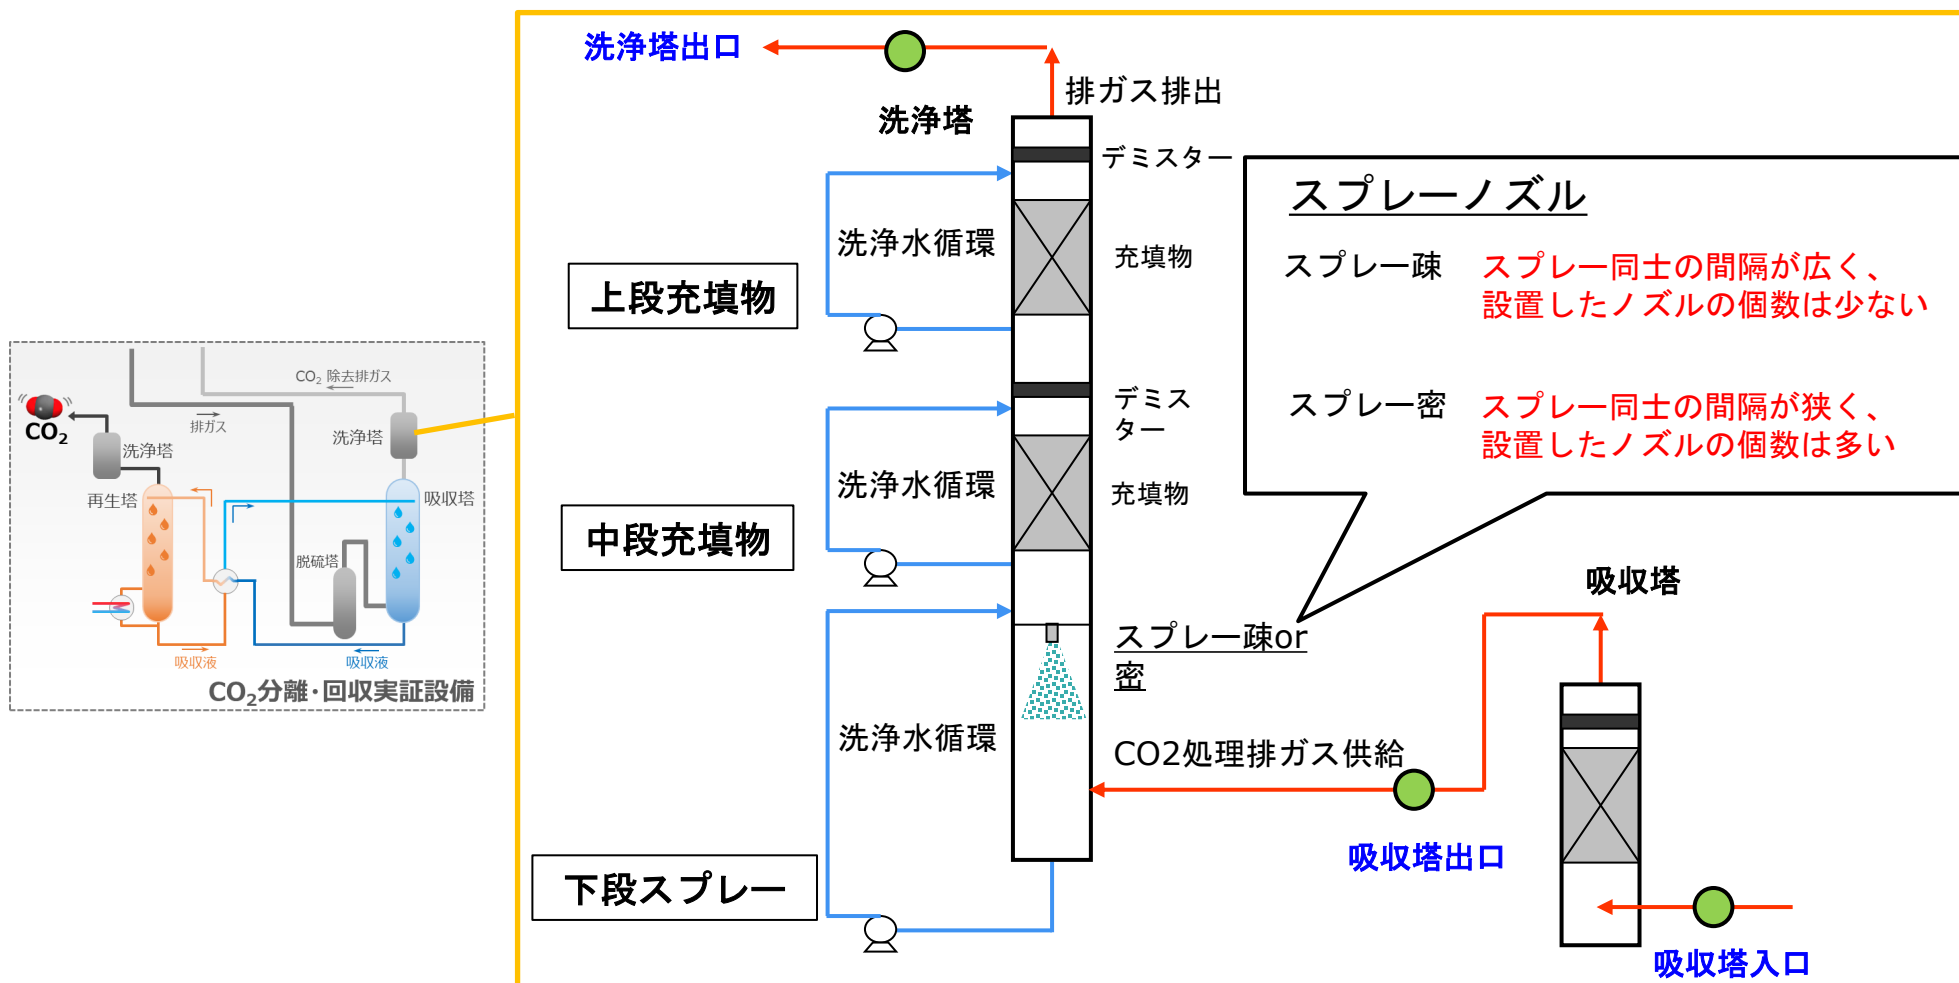 洗浄塔出口
排ガス排出
洗浄塔
デミスター
洗浄水循環
充填物
上段充填物
スプレーノズル
スプレー疎
スプレー同士の間隔が広く、
設置したノズルの個数は少ない
スプレー密
スプレー同士の間隔が狭く、
設置したノズルの個数は多い
デミス
ター
洗浄水循環
充填物
中段充填物
スプレー疎or
密
洗浄水循環
CO2処理排ガス供給
下段スプレー
吸収塔
吸収塔出口
吸収塔入口
CO2 除去排ガス
排ガス
CO2
洗浄塔
洗浄塔
再生塔
吸収塔
脱硫塔
吸収液
吸収液
CO2分離・回収実証設備